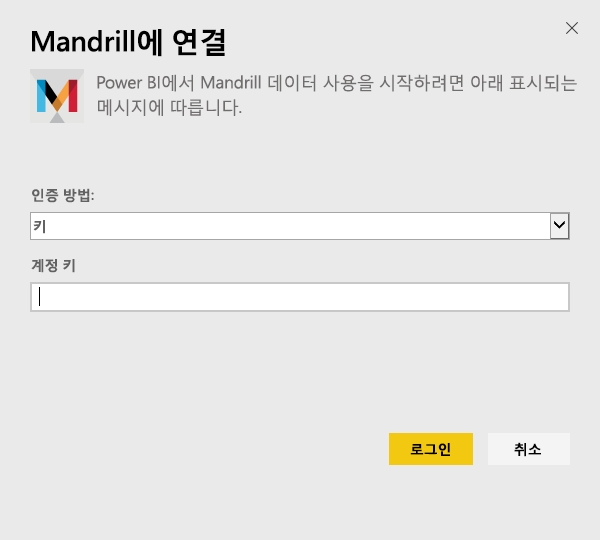 Mandrill에 연결
Power BI에서 Mandrill 데이터 사용을 시작하려면 아래 표시되는
메시지에 따릅니다.
인증 방법:
키
계정 키
로그인
취소